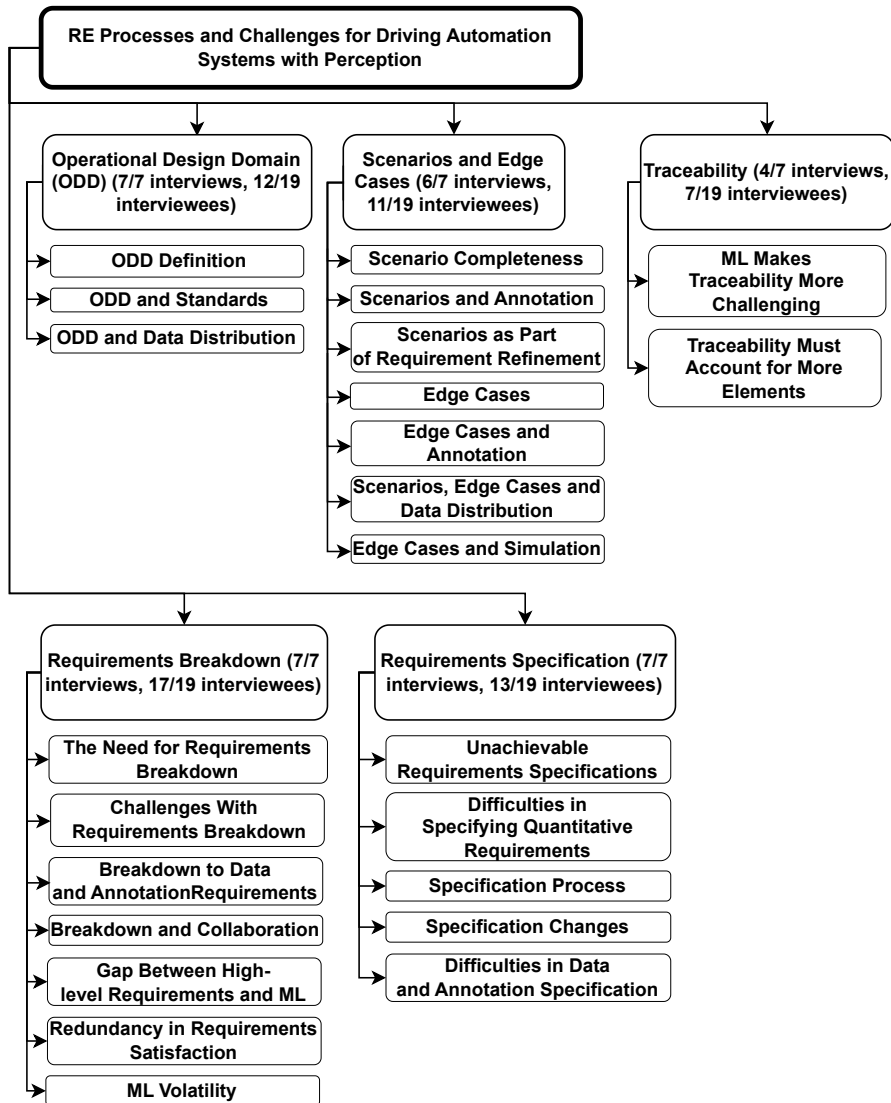 RE Processes and Challenges for Driving Automation
Systems with Perception
Operational Design Domain
(ODD) (7/7 interviews, 12/19
interviewees)
ODD Definition
ODD and Standards
ODD and Data Distribution
Scenarios and Edge
Cases (6/7 interviews,
11/19 interviewees)
Scenario Completeness
Scenarios and Annotation
Scenarios as Part
of Requirement Refinement
Edge Cases
Edge Cases and
Annotation
Scenarios, Edge Cases and
Data Distribution
Edge Cases and Simulation
Traceability (4/7 interviews,
7/19 interviewees)
ML Makes
Traceability More
Challenging
Traceability Must
Account for More
Elements
Requirements Breakdown (7/7
interviews, 17/19 interviewees)
The Need for Requirements
Breakdown
Challenges With
Requirements Breakdown
Breakdown to Data
and AnnotationRequirements
Breakdown and Collaboration
Gap Between High-
level Requirements and ML
Redundancy in Requirements
Satisfaction
ML Volatility
Requirements Specification (7/7
interviews, 13/19 interviewees)
Unachievable
Requirements Specifications
Difficulties in
Specifying Quantitative
Requirements
Specification Process
Specification Changes
Difficulties in Data
and Annotation Specification